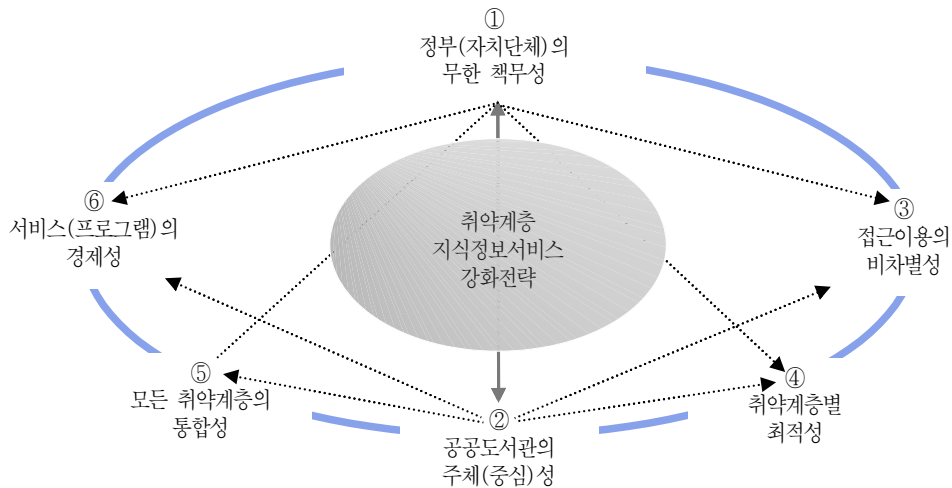 ①
정부(자치단체)의
무한 책무성
⑥
서비스(프로그램)의
경제성
취약계층
지식정보서비스
강화전략
③
접근이용의
비차별성
⑤
모든 취약계층의
통합성
②
공공도서관의
주체(중심)성
④
취약계층별
최적성